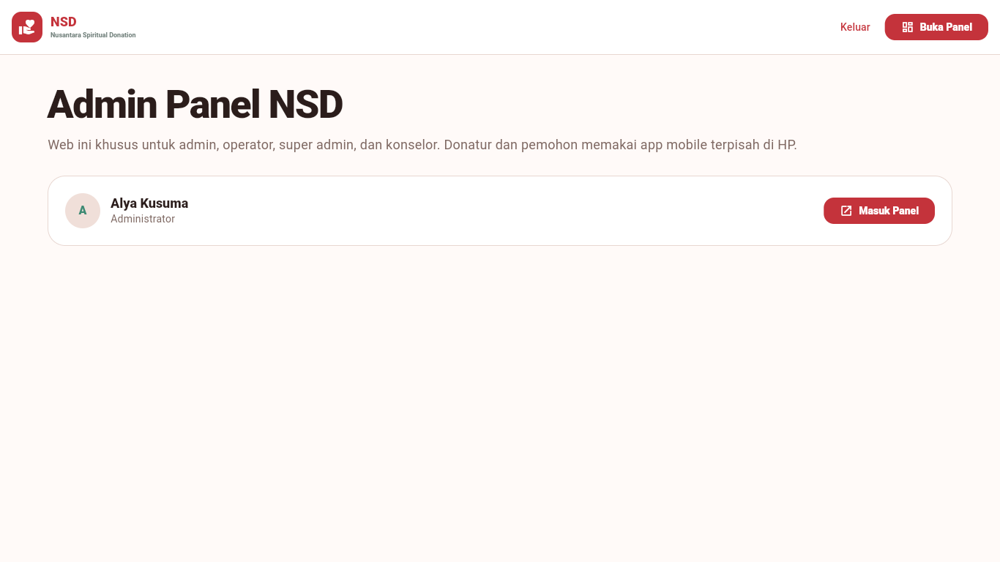 NSD
Nusantara Spiritual Donation
Keluar
Buka Panel
Admin Panel NSD
Web ini khusus untuk admin, operator, super admin, dan konselor. Donatur dan pemohon memakai app mobile terpisah di HP.
A
Alya Kusuma
Administrator
Masuk Panel